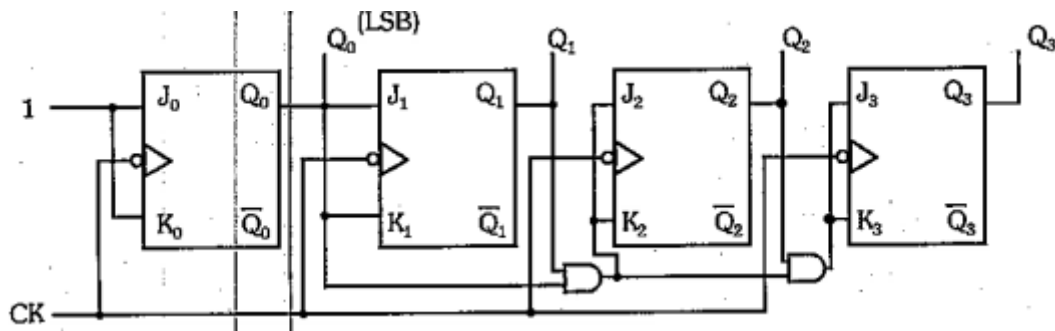 (LSB)
Q₀ Q₁ Q₂ Q₃
J₀ Q₀ J₁ Q₁ J₂ Q₂ J₃ Q₃
1
K₀ Q̅₀ K₁ Q̅₁ K₂ Q̅₂ K₃ Q̅₃
CK